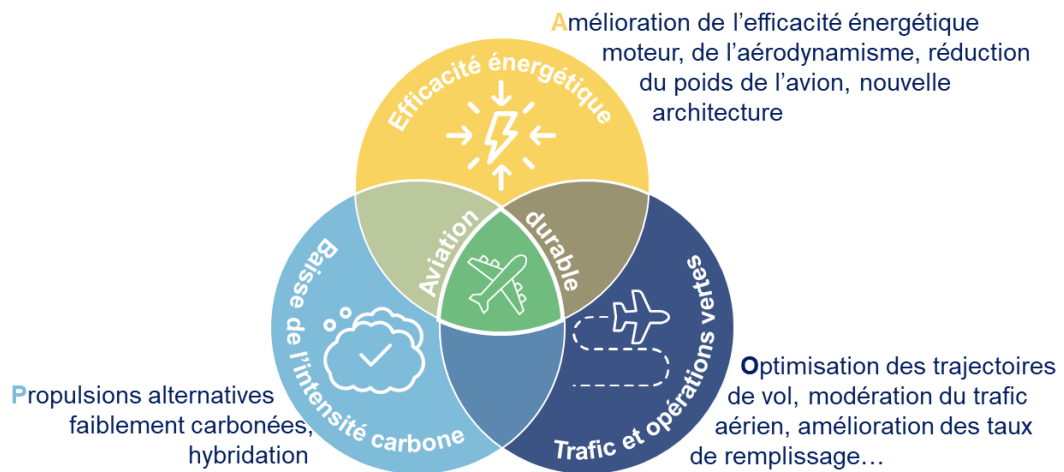 Amélioration de l’efficacité énergétique
moteur, de l’aérodynamisme, réduction
du poids de l’avion, nouvelle
architecture
Efficacité énergétique
Aviation durable
Baisse de l’intensité carbone
Trafic et opérations vertes
Propulsions alternatives
faiblement carbonées,
hybridation
Optimisation des trajectoires
de vol, modération du trafic
aérien, amélioration des taux
de remplissage…